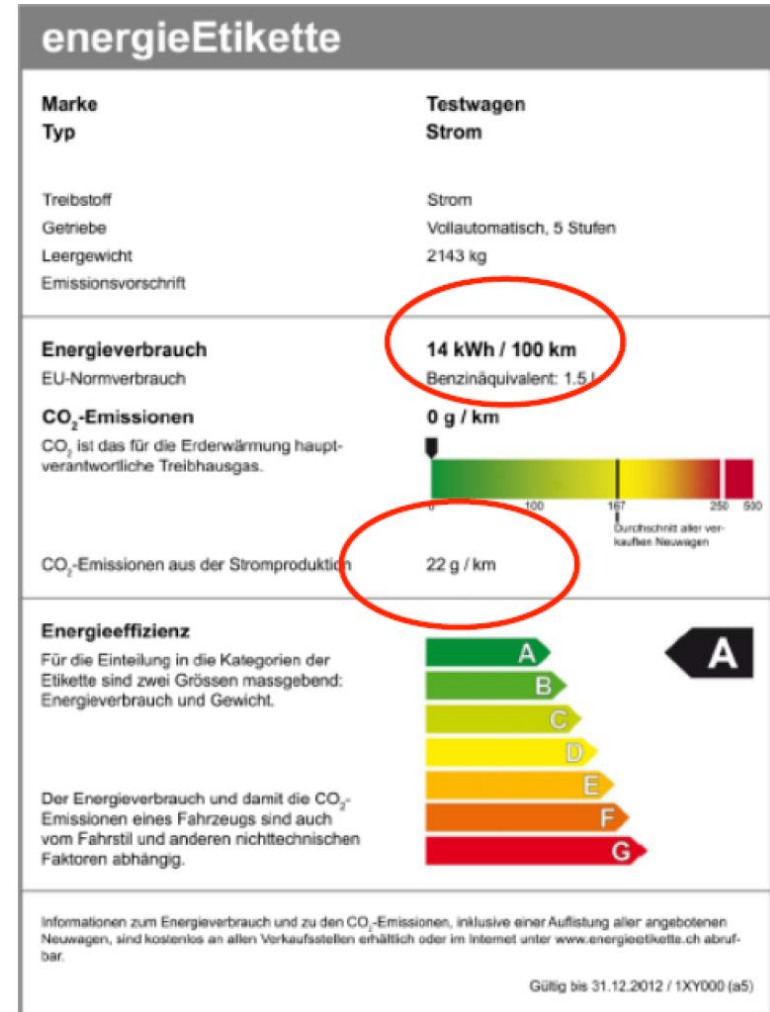 energieEtikette
Marke Testwagen
Typ Strom
Treibstoff Strom
Getriebe Vollautomatisch, 5 Stufen
Leergewicht 2143 kg
Emissionsvorschrift
Energieverbrauch 14 kWh / 100 km
EU-Normverbrauch Benzinäquivalent: 1.5 L
CO₂-Emissionen 0 g / km
CO₂ ist das für die Erderwärmung haupt-
verantwortliche Treibhausgas.
0 100 167 250 500
Durchschnitt aller ver-
kauften Neuwagen
CO₂-Emissionen aus der Stromproduktion 22 g / km
Energieeffizienz
Für die Einteilung in die Kategorien der
Etikette sind zwei Grössen massgebend:
Energieverbrauch und Gewicht.
A A
B
C
D
E
F
G
Der Energieverbrauch und damit die CO₂-
Emissionen eines Fahrzeugs sind auch
vom Fahrstil und anderen nichttechnischen
Faktoren abhängig.
Informationen zum Energieverbrauch und zu den CO₂-Emissionen, inklusive einer Auflistung aller angebotenen
Neuwagen, sind kostenlos an allen Verkaufsstellen erhältlich oder im Internet unter www.energieetikette.ch abruf-
bar.
Gültig bis 31.12.2012 / 1XY000 (a5)